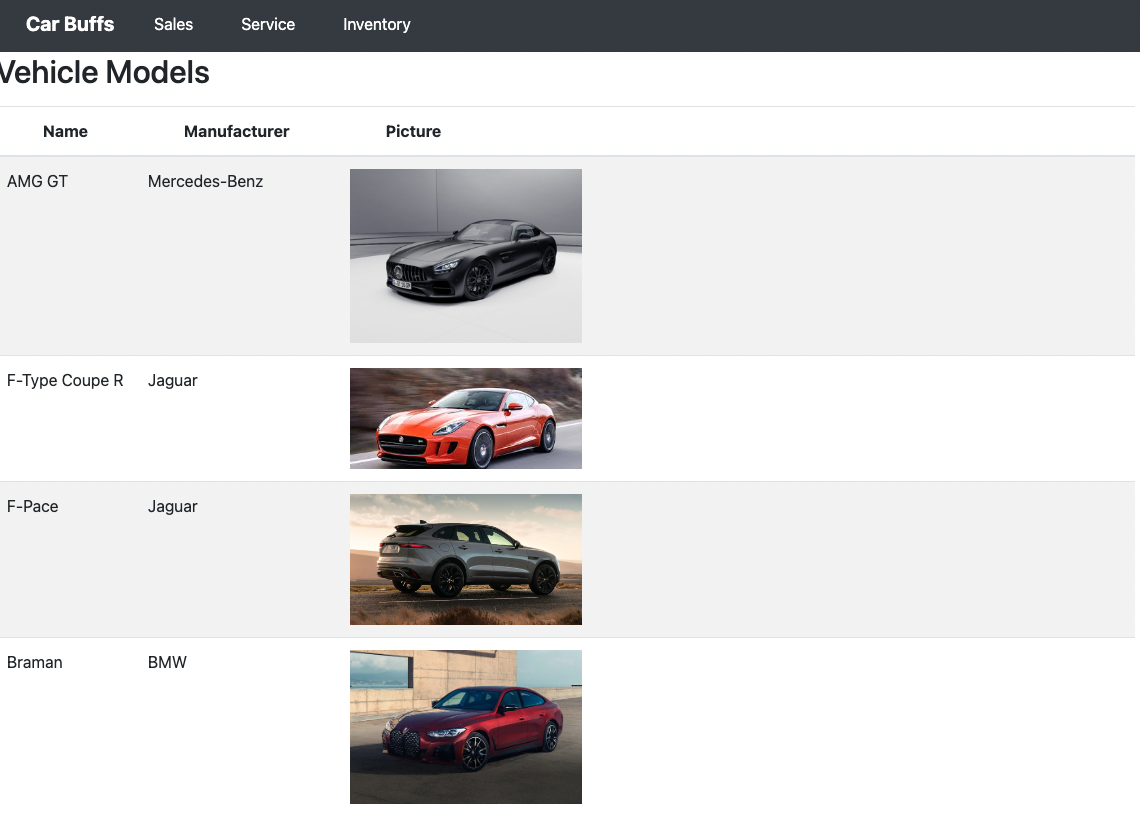 Car Buffs Sales Service Inventory
Vehicle Models
Name Manufacturer Picture
AMG GT Mercedes-Benz
F-Type Coupe R Jaguar
F-Pace Jaguar
Braman BMW